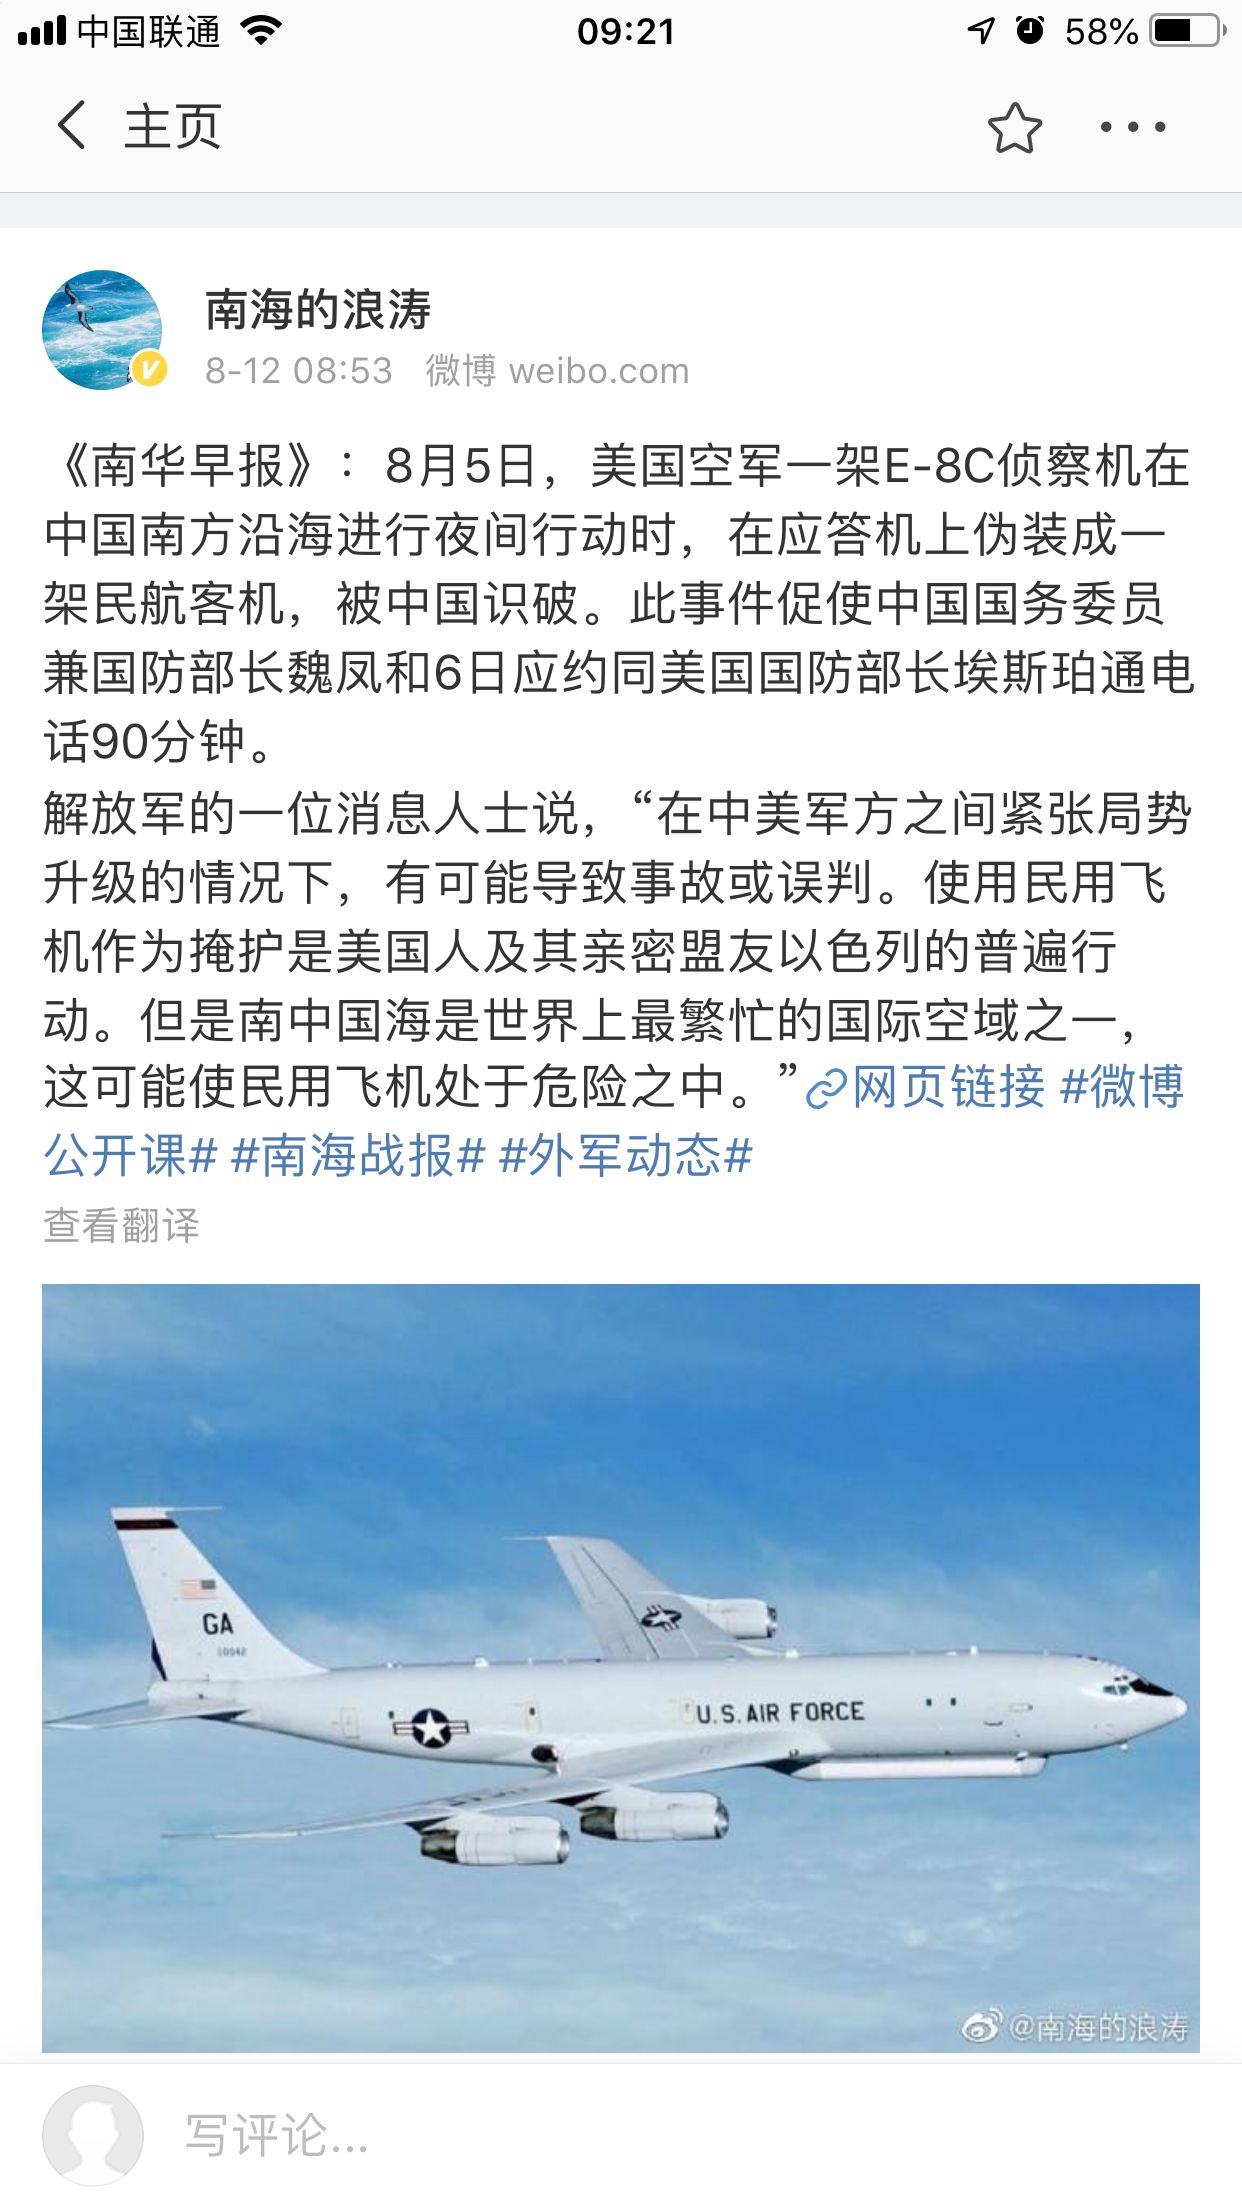 中国联通
09:21
58%
主页
南海的浪涛
8-12 08:53 微博 weibo.com
《南华早报》：8月5日，美国空军一架E-8C侦察机在
中国南方沿海进行夜间行动时，在应答机上伪装成一
架民航客机，被中国识破。此事件促使中国国务委员
兼国防部长魏凤和6日应约同美国国防部长埃斯珀通电
话90分钟。
解放军的一位消息人士说，“在中美军方之间紧张局势
升级的情况下，有可能导致事故或误判。使用民用飞
机作为掩护是美国人及其亲密盟友以色列的普遍行
动。但是南中国海是世界上最繁忙的国际空域之一，
这可能使民用飞机处于危险之中。”网页链接 #微博
公开课# #南海战报# #外军动态#
查看翻译
GA
U.S. AIR FORCE
@南海的浪涛
写评论...